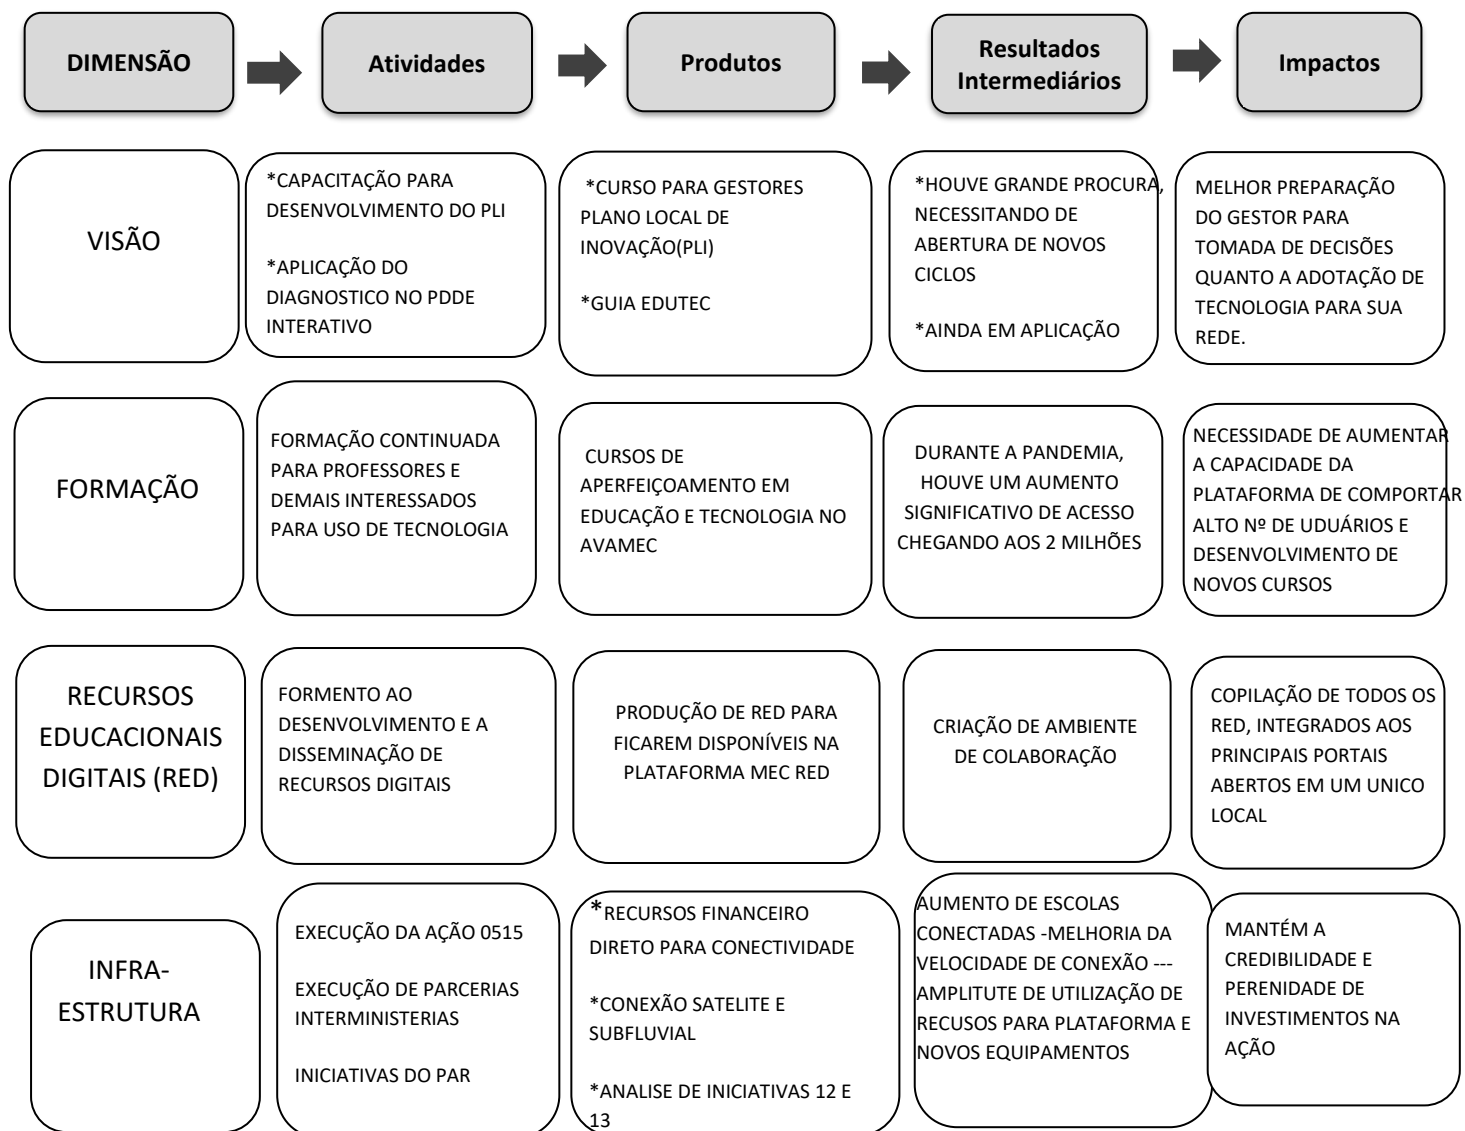 DIMENSÃO
Atividades
Produtos
Resultados
Intermediários
Impactos
VISÃO
*CAPACITAÇÃO PARA
DESENVOLVIMENTO DO PLI
*APLICAÇÃO DO
DIAGNOSTICO NO PDDE
INTERATIVO
*CURSO PARA GESTORES
PLANO LOCAL DE
INOVAÇÃO(PLI)
*GUIA EDUTEC
*HOUVE GRANDE PROCURA,
NECESSITANDO DE
ABERTURA DE NOVOS
CICLOS
*AINDA EM APLICAÇÃO
MELHOR PREPARAÇÃO
DO GESTOR PARA
TOMADA DE DECISÕES
QUANTO A ADOTAÇÃO DE
TECNOLOGIA PARA SUA
REDE.
FORMAÇÃO
FORMAÇÃO CONTINUADA
PARA PROFESSORES E
DEMAIS INTERESSADOS
PARA USO DE TECNOLOGIA
CURSOS DE
APERFEIÇOAMENTO EM
EDUCAÇÃO E TECNOLOGIA NO
AVAMEC
DURANTE A PANDEMIA,
HOUVE UM AUMENTO
SIGNIFICATIVO DE ACESSO
CHEGANDO AOS 2 MILHÕES
NECESSIDADE DE AUMENTAR
A CAPACIDADE DA
PLATAFORMA DE COMPORTAR
ALTO Nº DE UDUÁRIOS E
DESENVOLVIMENTO DE
NOVOS CURSOS
RECURSOS
EDUCACIONAIS
DIGITAIS (RED)
FORMENTO AO
DESENVOLVIMENTO E A
DISSEMINAÇÃO DE
RECURSOS DIGITAIS
PRODUÇÃO DE RED PARA
FICAREM DISPONÍVEIS NA
PLATAFORMA MEC RED
CRIAÇÃO DE AMBIENTE
DE COLABORAÇÃO
COPILAÇÃO DE TODOS OS
RED, INTEGRADOS AOS
PRINCIPAIS PORTAIS
ABERTOS EM UM UNICO
LOCAL
INFRA-
ESTRUTURA
EXECUÇÃO DA AÇÃO 0515
EXECUÇÃO DE PARCERIAS
INTERMINISTERIAS
INICIATIVAS DO PAR
*RECURSOS FINANCEIRO
DIRETO PARA CONECTIVIDADE
*CONEXÃO SATELITE E
SUBFLUVIAL
*ANALISE DE INICIATIVAS 12 E
13
AUMENTO DE ESCOLAS
CONECTADAS -MELHORIA DA
VELOCIDADE DE CONEXÃO ---
AMPLITUTE DE UTILIZAÇÃO DE
RECUSOS PARA PLATAFORMA E
NOVOS EQUIPAMENTOS
MANTÉM A
CREDIBILIDADE E
PERENIDADE DE
INVESTIMENTOS NA
AÇÃO